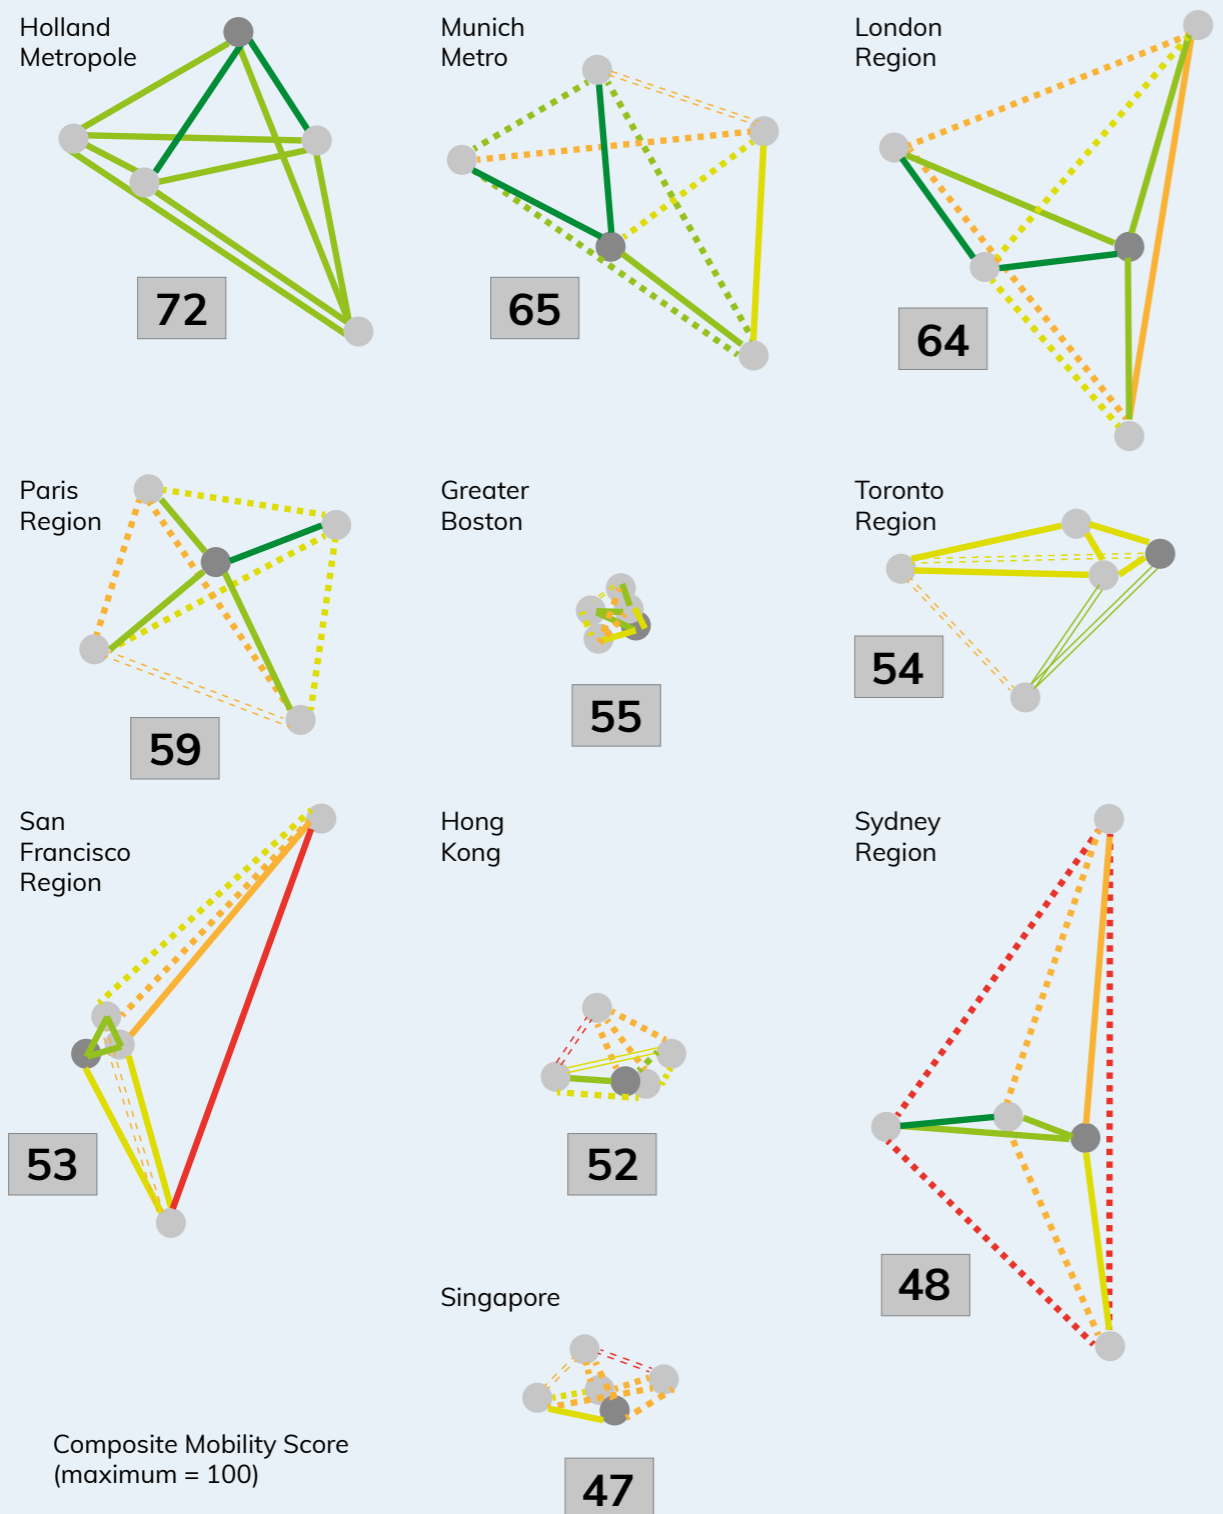 Holland
Metropole
72
Munich
Metro
65
London
Region
64
Paris
Region
59
Greater
Boston
55
Toronto
Region
54
San
Francisco
Region
53
Hong
Kong
52
Sydney
Region
48
Singapore
47
Composite Mobility Score
(maximum = 100)